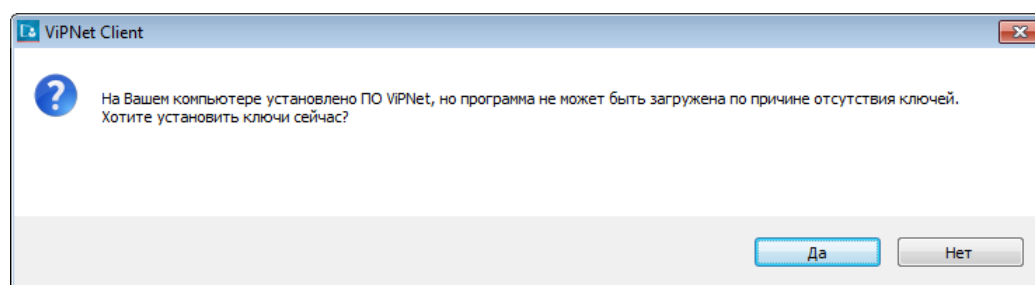 ViPNet Client
На Вашем компьютере установлено ПО ViPNet, но программа не может быть загружена по причине отсутствия ключей.
Хотите установить ключи сейчас?
Да
Нет